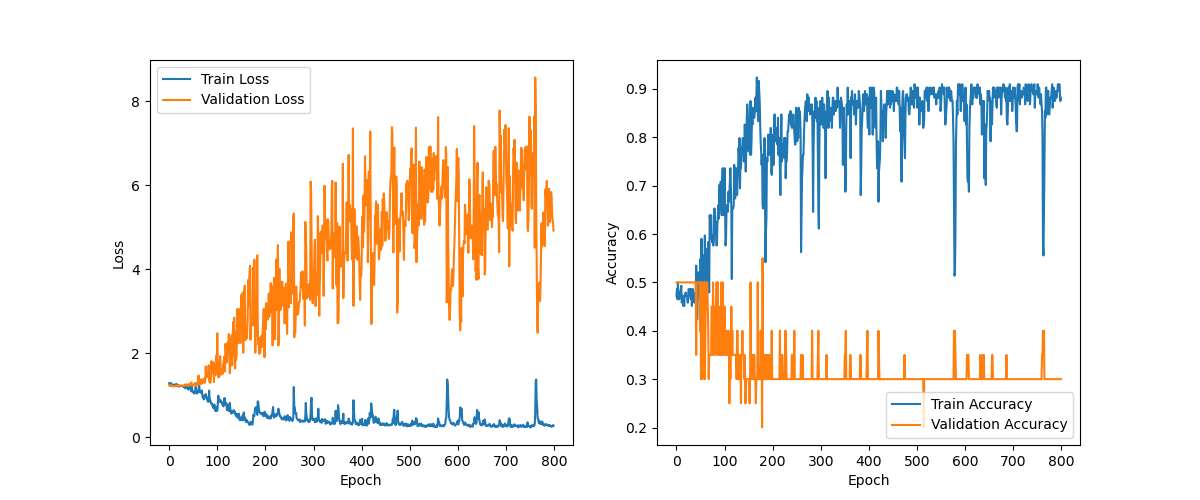 Train Loss
Validation Loss
8
6
4
2
0
0 100 200 300 400 500 600 700 800
Epoch
Loss
0.9
0.8
0.7
0.6
0.5
0.4
0.3
0.2
Train Accuracy
Validation Accuracy
0 100 200 300 400 500 600 700 800
Epoch
Accuracy